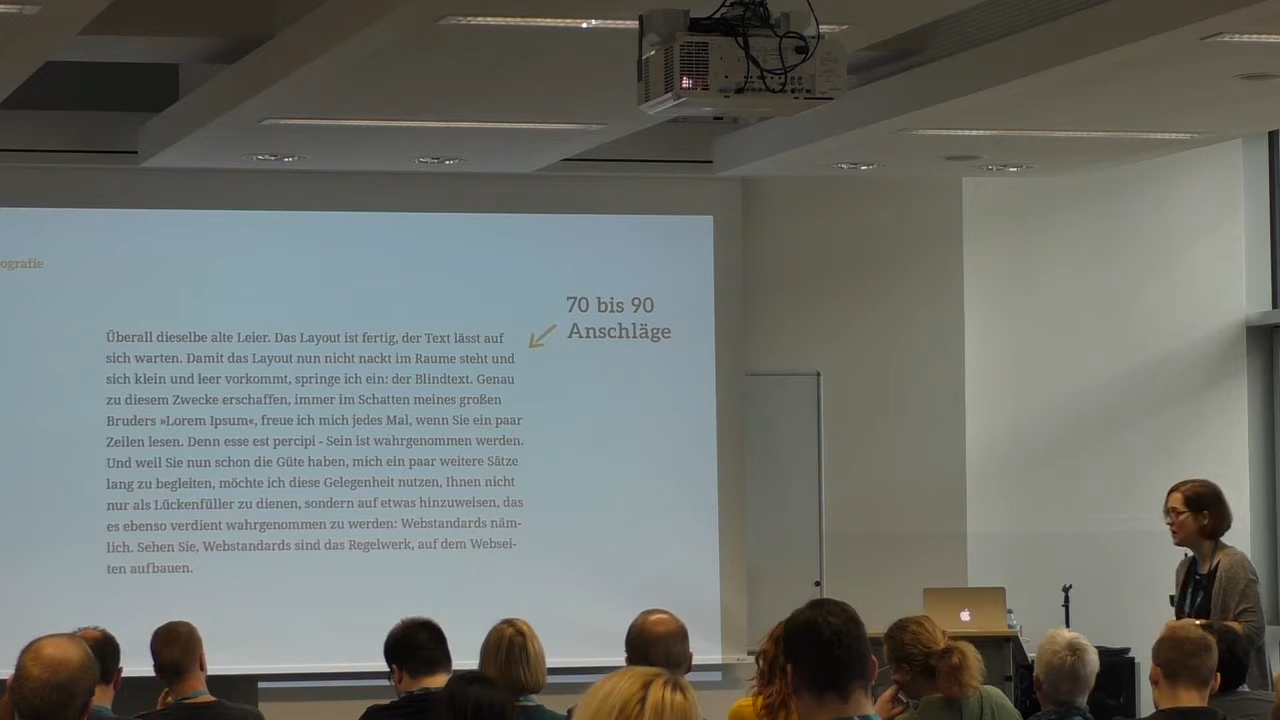 ografie
70 bis 90
Anschläge
Überall dieselbe alte Leier. Das Layout ist fertig, der Text lässt auf
sich warten. Damit das Layout nun nicht nackt im Raume steht und
sich klein und leer vorkommt, springe ich ein: der Blindtext. Genau
zu diesem Zwecke erschaffen, immer im Schatten meines großen
Bruders »Lorem Ipsum«, freue ich mich jedes Mal, wenn Sie ein paar
Zeilen lesen. Denn esse est percipi - Sein ist wahrgenommen werden.
Und weil Sie nun schon die Güte haben, mich ein paar weitere Sätze
lang zu begleiten, möchte ich diese Gelegenheit nutzen, Ihnen nicht
nur als Lückenfüller zu dienen, sondern auf etwas hinzuweisen, das
es ebenso verdient wahrgenommen zu werden: Webstandards näm-
lich. Sehen Sie, Webstandards sind das Regelwerk, auf dem Websei-
ten aufbauen.